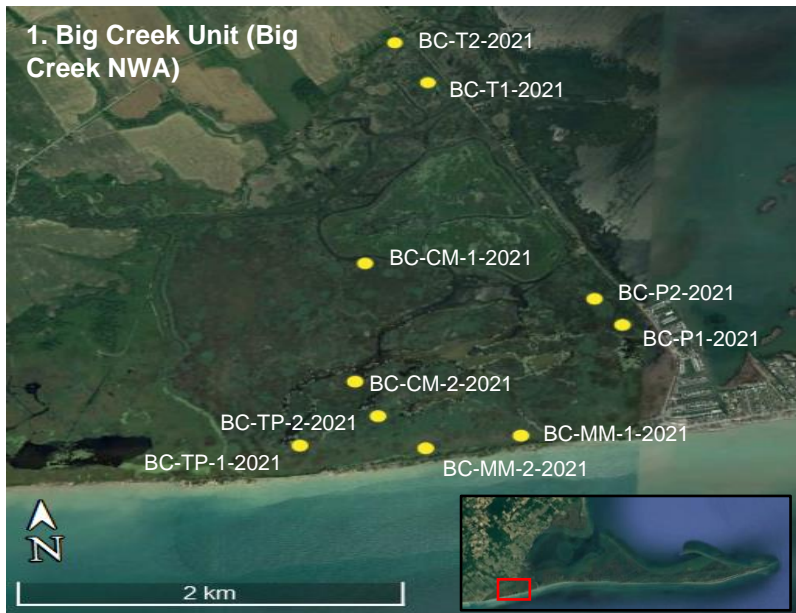 1. Big Creek Unit (Big
Creek NWA)
BC-T2-2021
BC-T1-2021
BC-CM-1-2021
BC-P2-2021
BC-P1-2021
BC-CM-2-2021
BC-TP-2-2021
BC-MM-1-2021
BC-TP-1-2021
BC-MM-2-2021
N
2 km